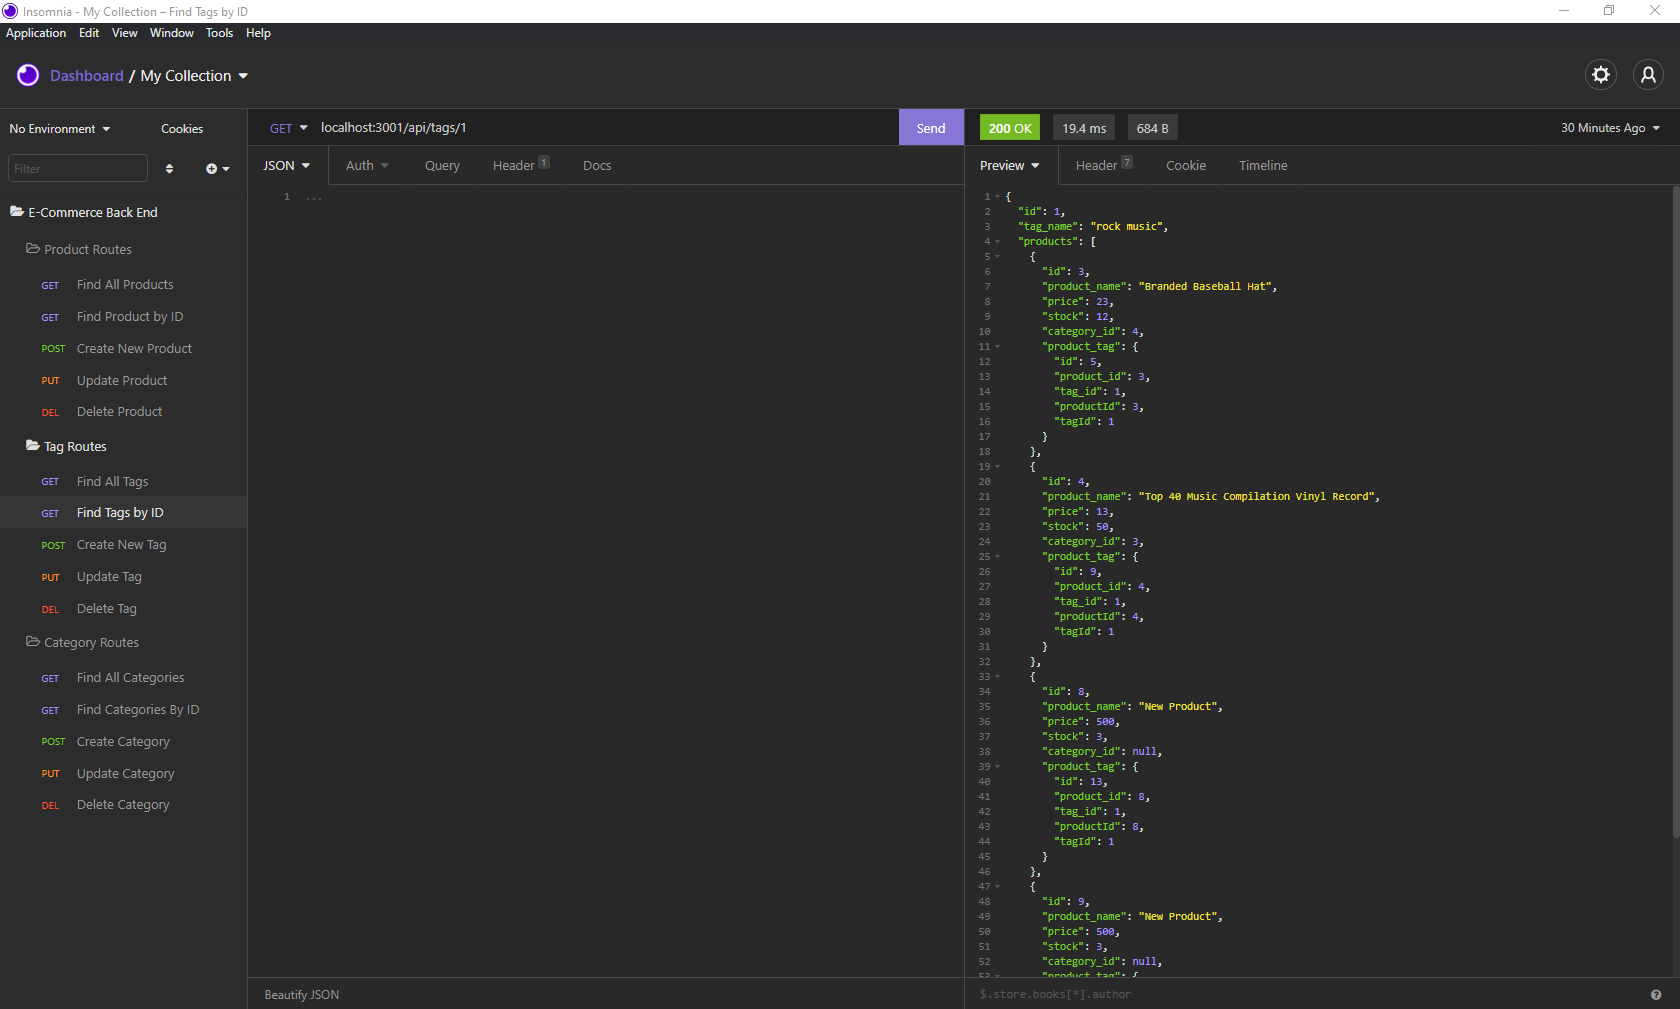 Insomnia - My Collection – Find Tags by ID
Application Edit View Window Tools Help
Dashboard / My Collection
No Environment Cookies
Filter
E-Commerce Back End
Product Routes
GET Find All Products
GET Find Product by ID
POST Create New Product
PUT Update Product
DEL Delete Product
Tag Routes
GET Find All Tags
GET Find Tags by ID
POST Create New Tag
PUT Update Tag
DEL Delete Tag
Category Routes
GET Find All Categories
GET Find Categories By ID
POST Create Category
PUT Update Category
DEL Delete Category
GET localhost:3001/api/tags/1 Send
JSON Auth Query Header 1 Docs
1 ...
Beautify JSON
200 OK 19.4 ms 684 B 30 Minutes Ago
Preview Header 7 Cookie Timeline
1 {
2 "id": 1,
3 "tag_name": "rock music",
4 "products": [
5 {
6 "id": 3,
7 "product_name": "Branded Baseball Hat",
8 "price": 23,
9 "stock": 12,
10 "category_id": 4,
11 "product_tag": {
12 "id": 5,
13 "product_id": 3,
14 "tag_id": 1,
15 "productId": 3,
16 "tagId": 1
17 }
18 },
19 {
20 "id": 4,
21 "product_name": "Top 40 Music Compilation Vinyl Record",
22 "price": 13,
23 "stock": 50,
24 "category_id": 3,
25 "product_tag": {
26 "id": 9,
27 "product_id": 4,
28 "tag_id": 1,
29 "productId": 4,
30 "tagId": 1
31 }
32 },
33 {
34 "id": 8,
35 "product_name": "New Product",
36 "price": 500,
37 "stock": 3,
38 "category_id": null,
39 "product_tag": {
40 "id": 13,
41 "product_id": 8,
42 "tag_id": 1,
43 "productId": 8,
44 "tagId": 1
45 }
46 },
47 {
48 "id": 9,
49 "product_name": "New Product",
50 "price": 500,
51 "stock": 3,
52 "category_id": null,
53 "product_tag": {
$.store.books[*].author